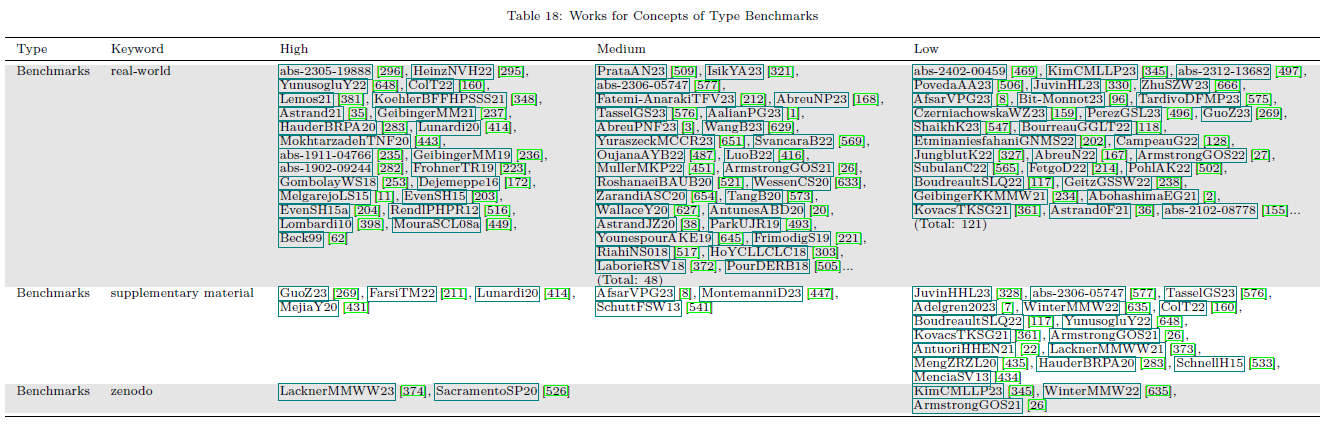 Table 18: Works for Concepts of Type Benchmarks
Type Keyword High Medium Low
Benchmarks real-world abs-2305-19888 [296], HeinzNVH22 [295], PrataAN23 [509], IsikYA23 [321], abs-2402-00459 [469], KimCMLLP23 [345], abs-2312-13682 [497],
YunusogluY22 [648], ColT22 [160], abs-2306-05747 [577], PovedaAA23 [506], JuvinHL23 [330], ZhuSZW23 [666],
Lemos21 [381], KoehlerBFFHPSSS21 [348], Fatemi-AnarakiTFV23 [212], AbreuNP23 [168], AfsarVPG23 [8], Bit-Monnot23 [96], TardivoDFMP23 [575],
Astrand21 [35], GeibingerMM21 [237], TasselGS23 [576], AalianPG23 [1], CzerniachowskaWZ23 [159], PerezGSL23 [496], GuoZ23 [269],
HauderBRPA20 [283], Lunardi20 [414], AbreuPNF23 [3], WangB23 [629], ShaikhK23 [547], BourreauGGLT22 [118],
MokhtarzadehTNF20 [443], YuraszeckMCCR23 [651], SvancaraB22 [569], EtminaniesfahaniGNMS22 [202], CampeauG22 [128],
abs-1911-04766 [235], GeibingerMM19 [236], OujanaAYB22 [487], LuoB22 [416], JungblutK22 [327], AbreuN22 [167], ArmstrongGOS22 [27],
abs-1902-09244 [282], FrohnerTR19 [223], MullerMKP22 [451], ArmstrongGOS21 [26], SubulanC22 [565], FetgoD22 [214], PohlAK22 [502],
GombolayWS18 [253], Dejemeppe16 [172], RoshanaeiBAUB20 [521], WessenCS20 [633], BoudreaultSLQ22 [117], GeitzGSSW22 [238],
MelgarejoLS15 [11], EvenSH15 [203], ZarandiASC20 [654], TangB20 [573], GeibingerKKMMW21 [234], AbohashimaEG21 [2],
EvenSH15a [204], RendlPHPR12 [516], WallaceY20 [627], AntunesABD20 [20], KovacsTKSG21 [361], Astrand0F21 [36], abs-2102-08778 [155]...
Lombardi10 [398], MouraSCL08a [449], AstrandJZ20 [38], ParkUJR19 [493], (Total: 121)
Beck99 [62] YounespourAKE19 [645], FrimodigS19 [221],
RiahiNS018 [517], HoYCLLCLC18 [303],
LaborieRSV18 [372], PourDERB18 [505]...
(Total: 48)
Benchmarks supplementary material GuoZ23 [269], FarsiTM22 [211], Lunardi20 [414], AfsarVPG23 [8], MontemanniD23 [447], JuvinHHL23 [328], abs-2306-05747 [577], TasselGS23 [576],
MejiaY20 [431] SchuttFSW13 [541] Adelgren2023 [7], WinterMMW22 [635], ColT22 [160],
BoudreaultSLQ22 [117], YunusogluY22 [648],
KovacsTKSG21 [361], ArmstrongGOS21 [26],
AntuoriHHEN21 [22], LacknerMMWW21 [373],
MengZRZL20 [435], HauderBRPA20 [283], SchnellH15 [533],
MenciaSV13 [434]
Benchmarks zenodo LacknerMMWW23 [374], SacramentoSP20 [526] KimCMLLP23 [345], WinterMMW22 [635],
ArmstrongGOS21 [26]